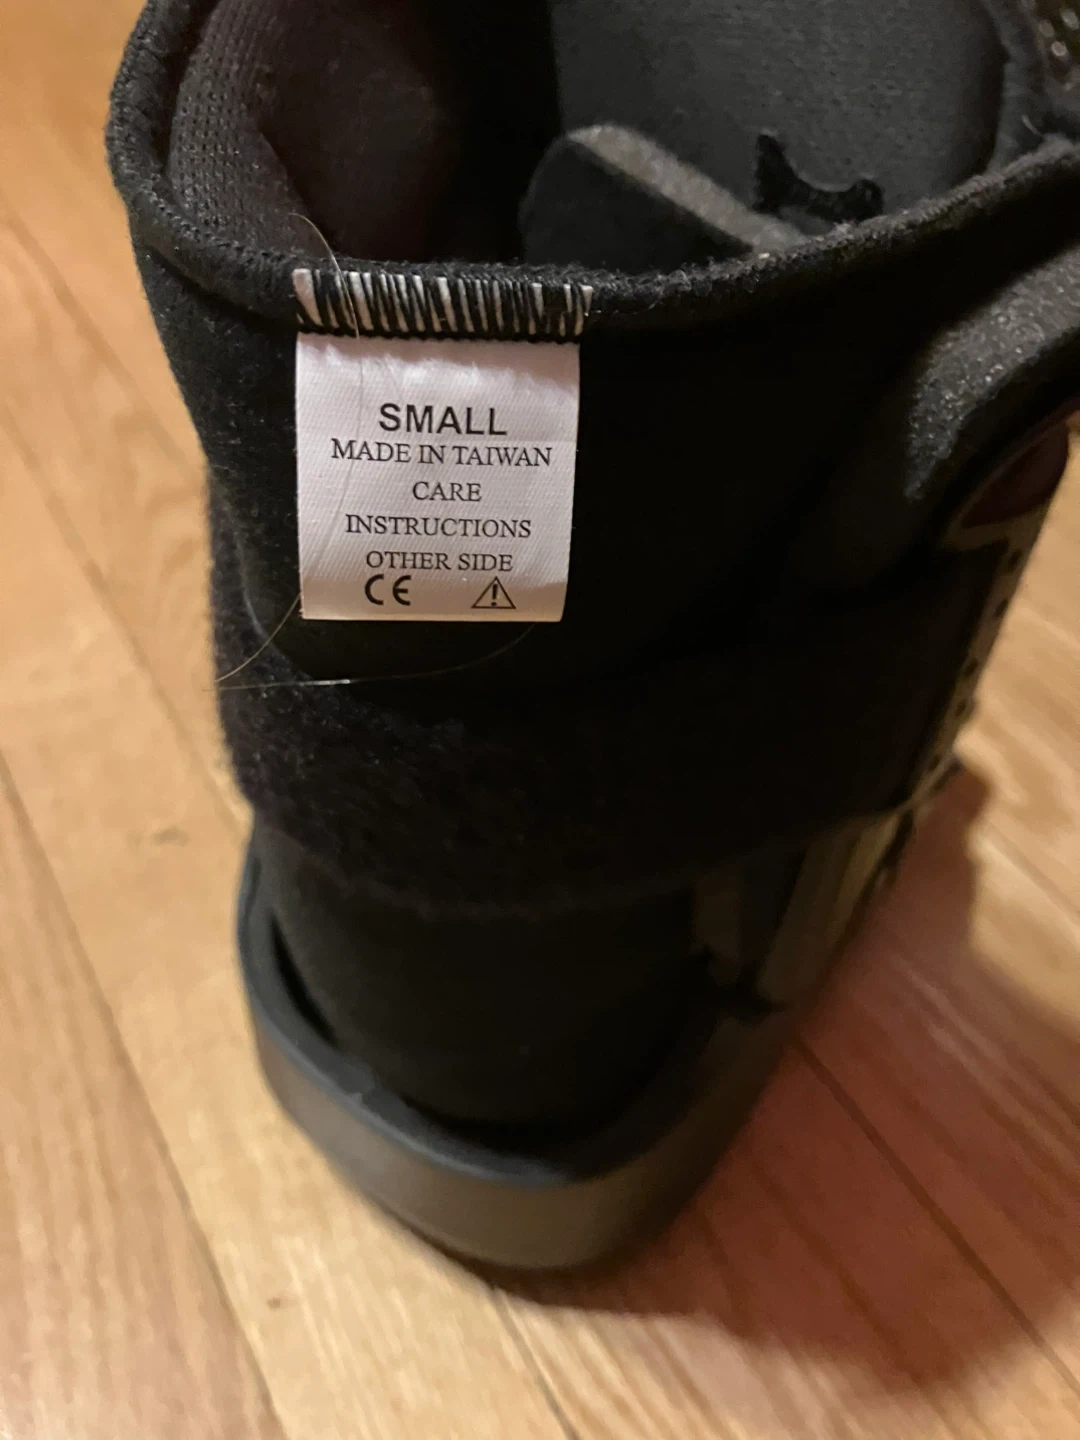 SMALL
MADE IN TAIWAN
CARE
INSTRUCTIONS
OTHER SIDE
CE